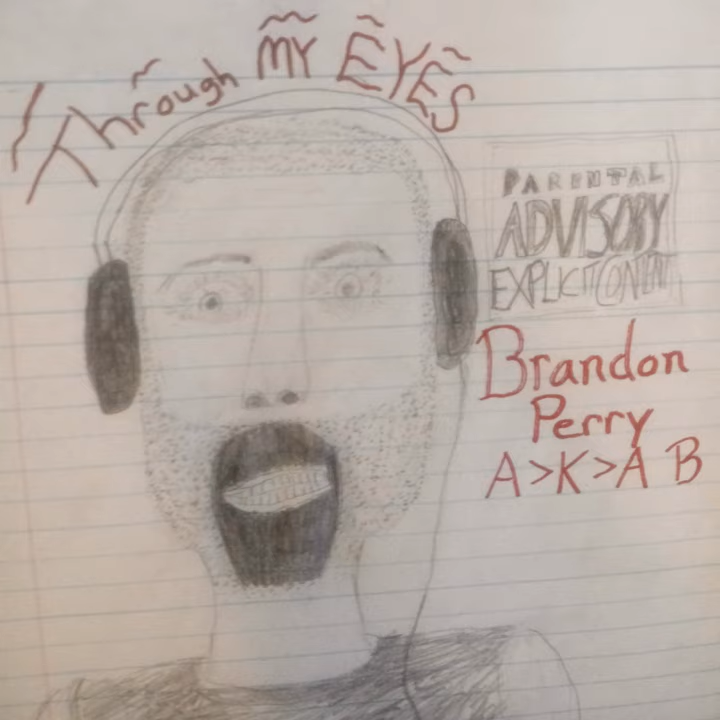 Through MY EYES
PARENTAL
ADVISORY
EXPLICIT CONTENT
Brandon
Perry
A>K>A B